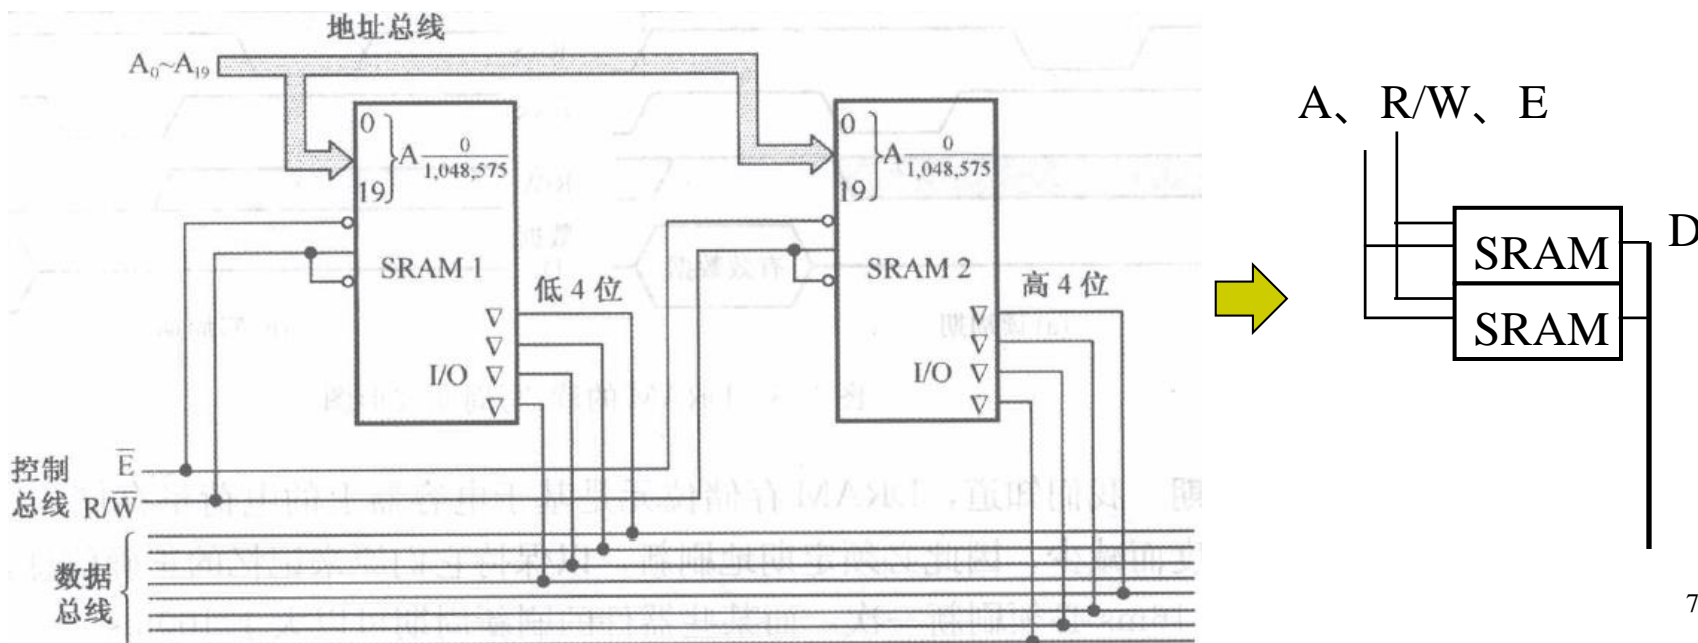 地址总线
A₀~A₁₉
0
19
A 0/1,048,575
SRAM 1
I/O
低 4 位
0
19
A 0/1,048,575
SRAM 2
I/O
高 4 位
控制
总线
E̅
R/W̅
数据
总线
A、R/W、E
SRAM
SRAM
D
7